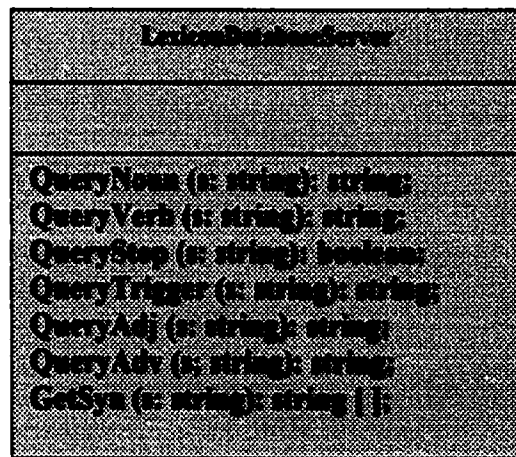 LexiconDatabaseServer
QueryNoun (s: string): string;
QueryVerb (s: string): string;
QueryStop (s: string): boolean;
QueryTrigger (s: string): string;
QueryAdj (s: string): string;
QueryAdv (s: string): string;
GetSyn (s: string): string [ ];